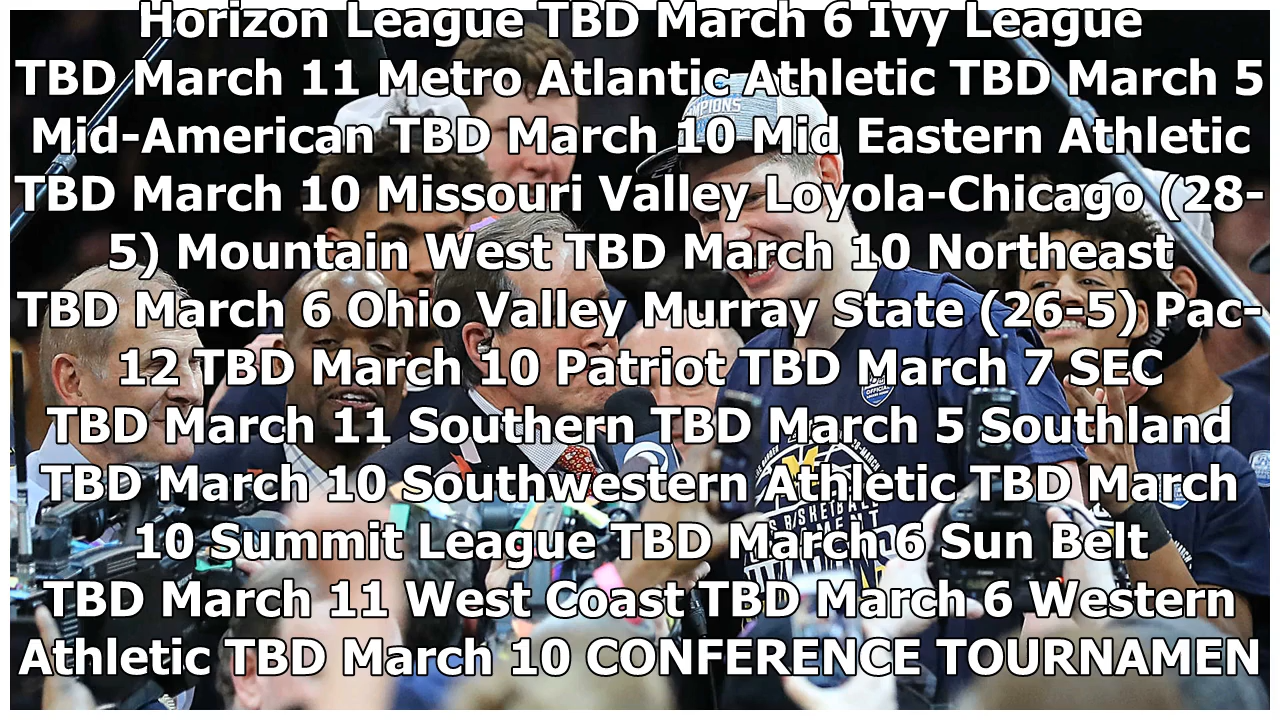 Horizon League TBD March 6 Ivy League
TBD March 11 Metro Atlantic Athletic TBD March 5
Mid-American TBD March 10 Mid Eastern Athletic
TBD March 10 Missouri Valley Loyola-Chicago (28-
5) Mountain West TBD March 10 Northeast
TBD March 6 Ohio Valley Murray State (26-5) Pac-
12 TBD March 10 Patriot TBD March 7 SEC
TBD March 11 Southern TBD March 5 Southland
TBD March 10 Southwestern Athletic TBD March
10 Summit League TBD March 6 Sun Belt
TBD March 11 West Coast TBD March 6 Western
Athletic TBD March 10 CONFERENCE TOURNAMEN